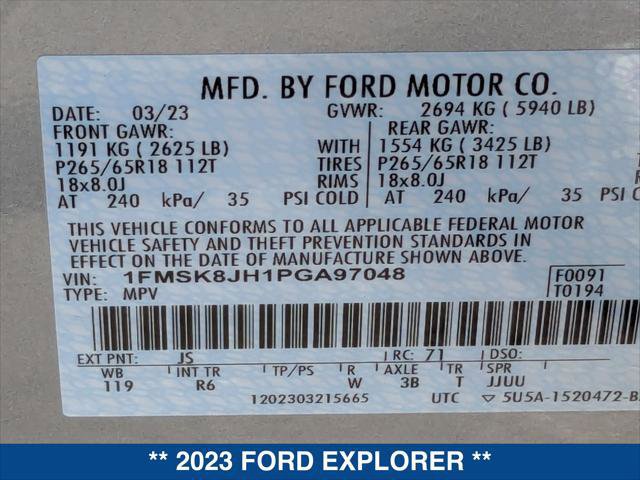 MFD. BY FORD MOTOR CO.
DATE: 03/23 GVWR: 2694 KG ( 5940 LB)
FRONT GAWR: REAR GAWR:
1191 KG ( 2625 LB) WITH 1554 KG ( 3425 LB)
P265/65R18 112T TIRES P265/65R18 112T
18x8.0J RIMS 18x8.0J
AT 240 kPa/ 35 PSI COLD AT 240 kPa/ 35 PSI
THIS VEHICLE CONFORMS TO ALL APPLICABLE FEDERAL MOTOR
VEHICLE SAFETY AND THEFT PREVENTION STANDARDS IN
EFFECT ON THE DATE OF MANUFACTURE SHOWN ABOVE.
VIN: 1FMSK8JH1PGA97048 F0091
TYPE: MPV T0194
EXT PNT: JS RC: 71 DSO:
WB INT TR TP/PS R AXLE TR SPR
119 R6 W 3B T JJUU
1202303215665 UTC ▽ 5U5A-1520472-B
** 2023 FORD EXPLORER **